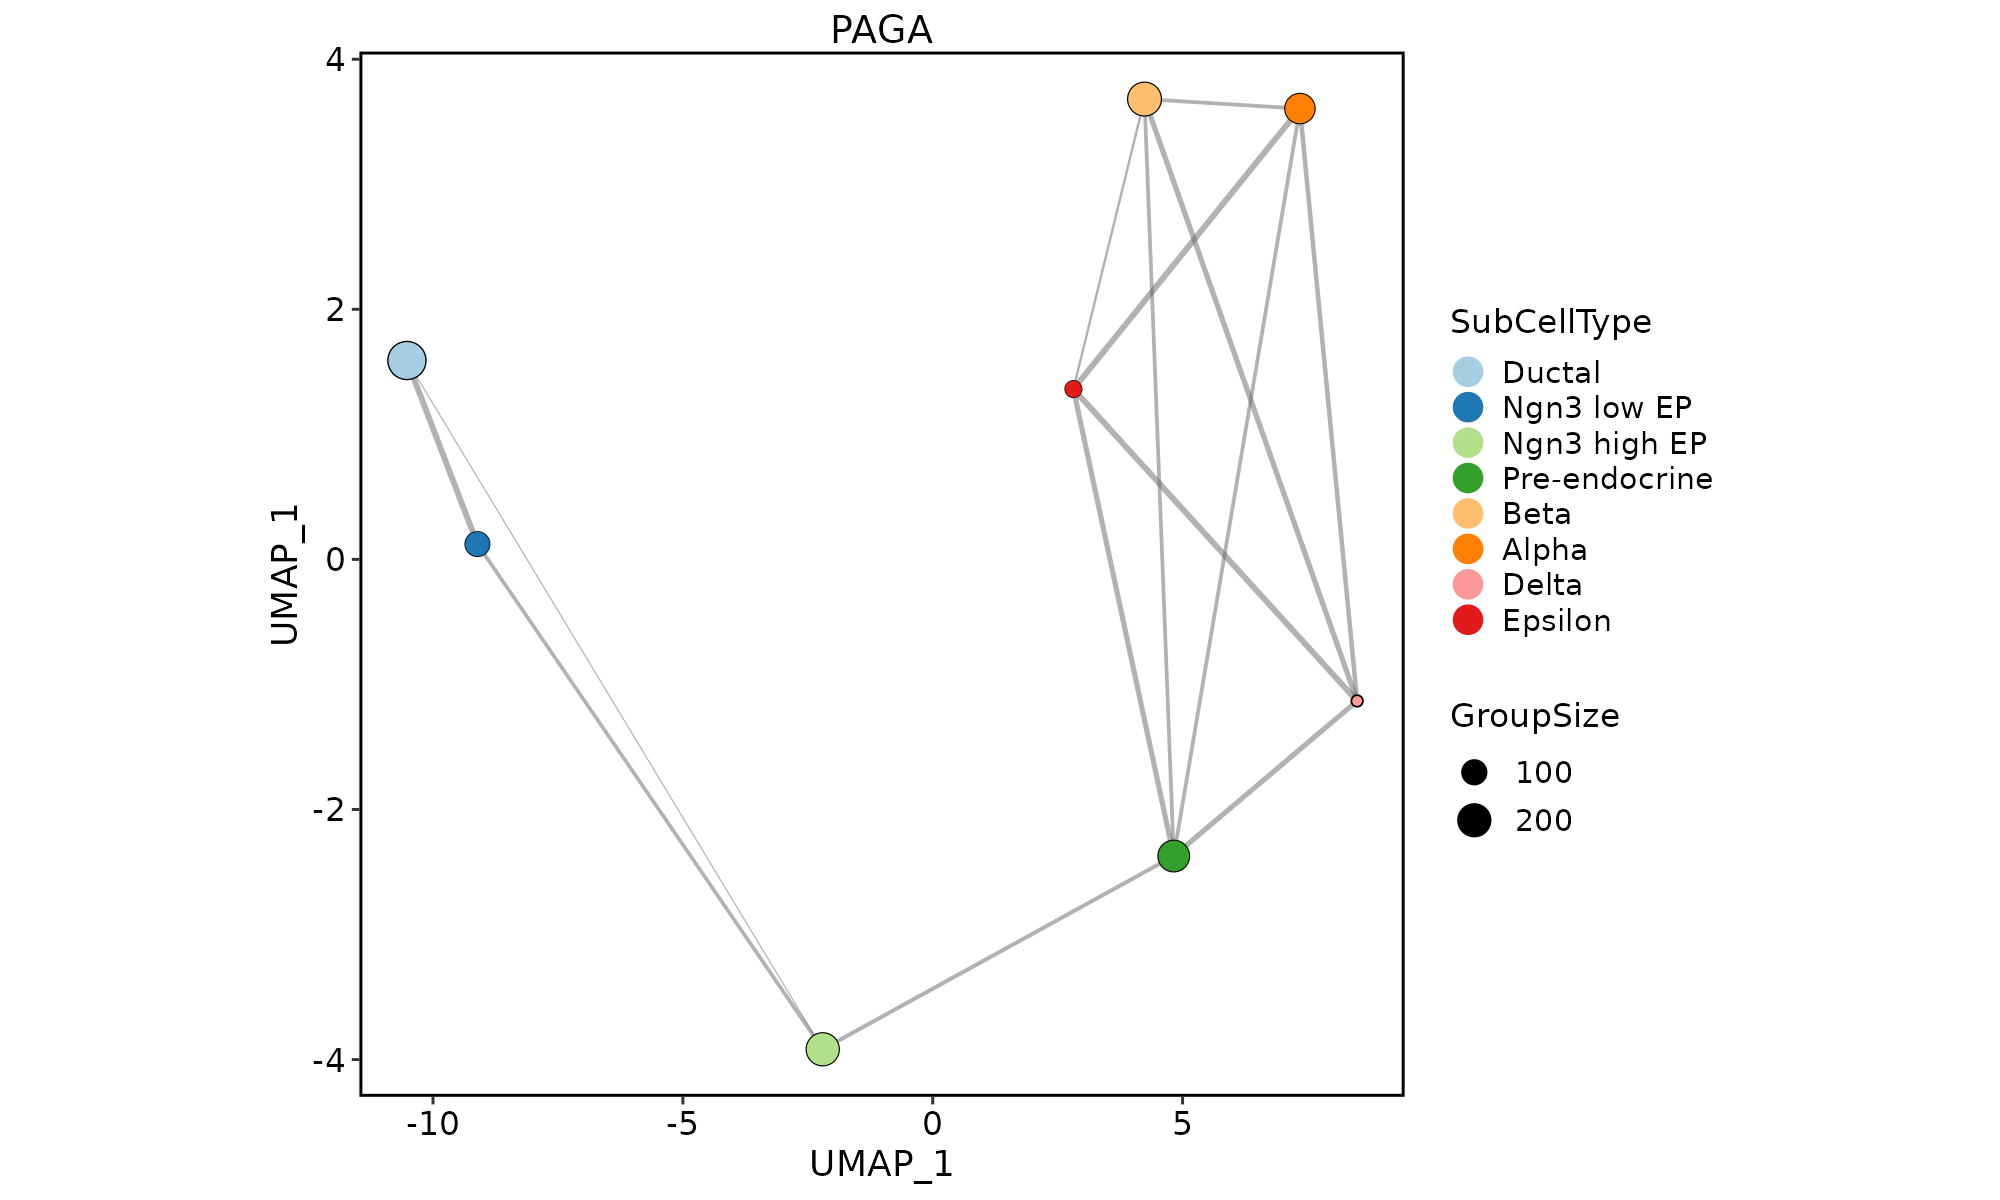 PAGA
4
2
0
-2
-4
UMAP_1
-10
-5
0
5
UMAP_1
SubCellType
Ductal
Ngn3 low EP
Ngn3 high EP
Pre-endocrine
Beta
Alpha
Delta
Epsilon
GroupSize
100
200